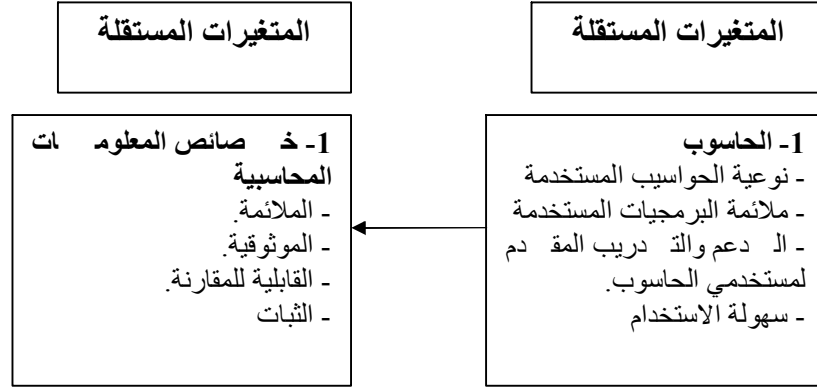 المتغيرات المستقلة
1- الحاسوب
- نوعية الحواسيب المستخدمة
- ملائمة البرمجيات المستخدمة
- الدعم والتدريب المقدم
لمستخدمي الحاسوب.
- سهولة الاستخدام
المتغيرات المستقلة
1- خصائص المعلومات
المحاسبية
- الملائمة.
- الموثوقية.
- القابلية للمقارنة.
- الثبات